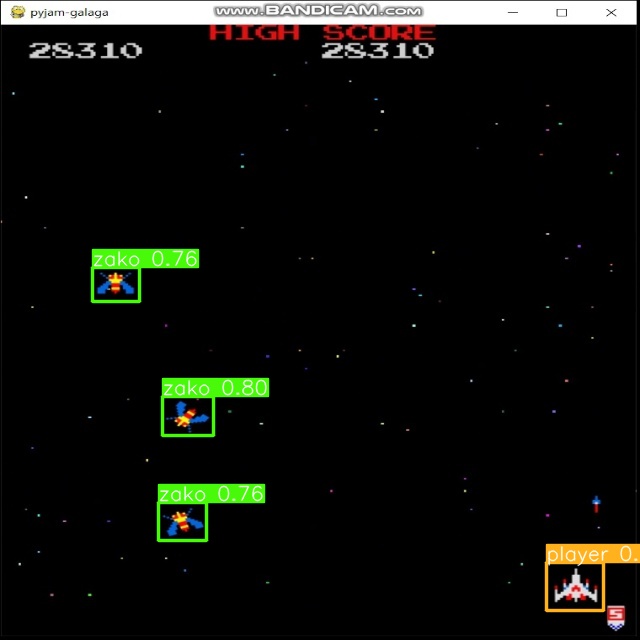 pyjam-galaga
WWW.BANDICAM.COM
HIGH SCORE
28310 28310
zako 0.76
zako 0.80
zako 0.76
player 0.
5